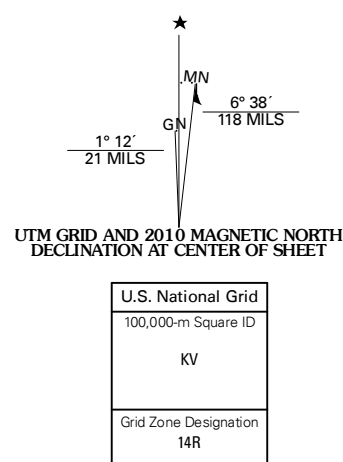 MN
6° 38´
118 MILS
GN
1° 12´
21 MILS
UTM GRID AND 2010 MAGNETIC NORTH
DECLINATION AT CENTER OF SHEET
U.S. National Grid
100,000-m Square ID
KV
Grid Zone Designation
14R